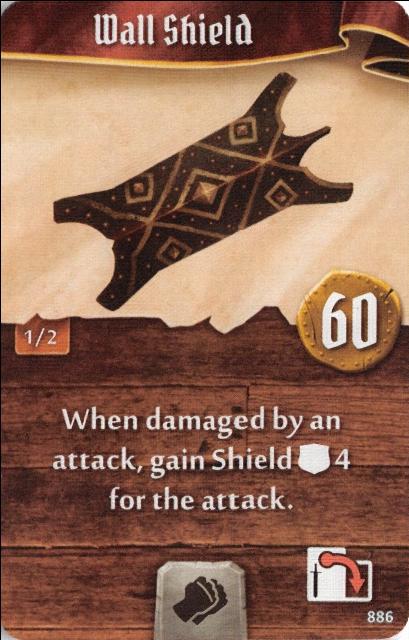 Wall Shield
1/2
60
When damaged by an
attack, gain Shield 4
for the attack.
886